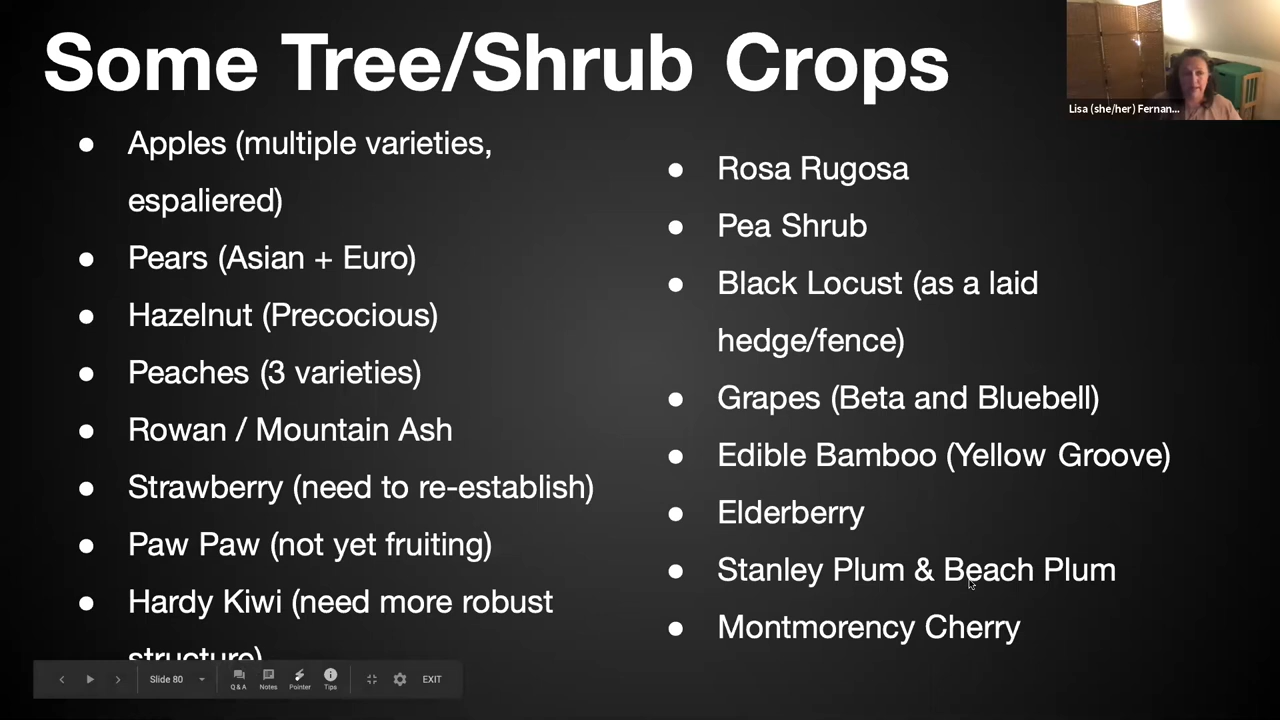 Some Tree/Shrub Crops
Lisa (she/her) Fernan...
● Apples (multiple varieties,
espaliered)
● Pears (Asian + Euro)
● Hazelnut (Precocious)
● Peaches (3 varieties)
● Rowan / Mountain Ash
● Strawberry (need to re-establish)
● Paw Paw (not yet fruiting)
● Hardy Kiwi (need more robust
structure)
● Rosa Rugosa
● Pea Shrub
● Black Locust (as a laid
hedge/fence)
● Grapes (Beta and Bluebell)
● Edible Bamboo (Yellow Groove)
● Elderberry
● Stanley Plum & Beach Plum
● Montmorency Cherry
Slide 80
Q&A
Notes
Pointer
Tips
EXIT